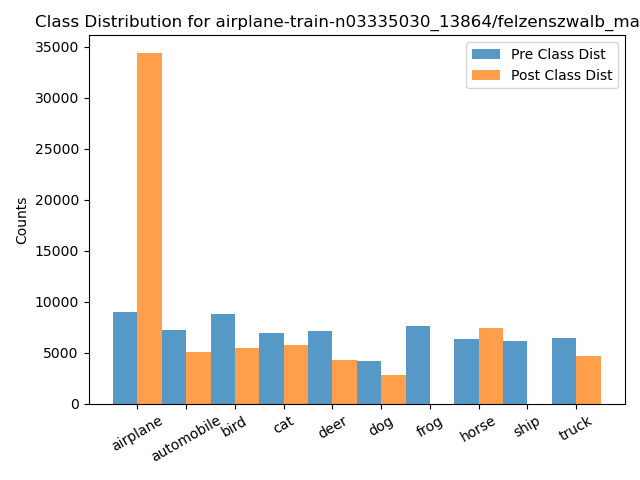 Class Distribution for airplane-train-n03335030_13864/felzenszwalb_ma
Pre Class Dist
Post Class Dist
35000
30000
25000
20000
15000
10000
5000
0
Counts
airplane
automobile
bird
cat
deer
dog
frog
horse
ship
truck